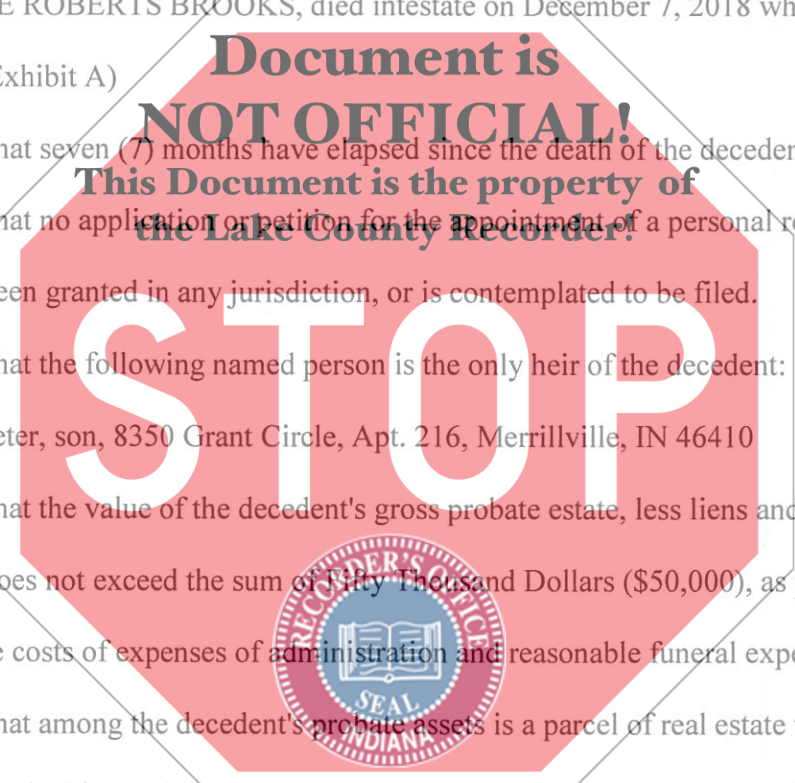 E ROBERTS BROOKS, died intestate on December 7, 2018 wh
Document is
Exhibit A)
NOT OFFICIAL!
hat seven (7) months have elapsed since the death of the deceden
This Document is the property of
hat no application or petition for the appointment of a personal re
the Lake County Recorder!
een granted in any jurisdiction, or is contemplated to be filed.
STOP
hat the following named person is the only heir of the decedent:
eter, son, 8350 Grant Circle, Apt. 216, Merrillville, IN 46410
hat the value of the decedent's gross probate estate, less liens and
oes not exceed the sum of Fifty Thousand Dollars ($50,000), as
RECORDER'S OFFICE
e costs of expenses of administration and reasonable funeral expe
SEAL
hat among the decedent's probate assets is a parcel of real estate
INDIANA